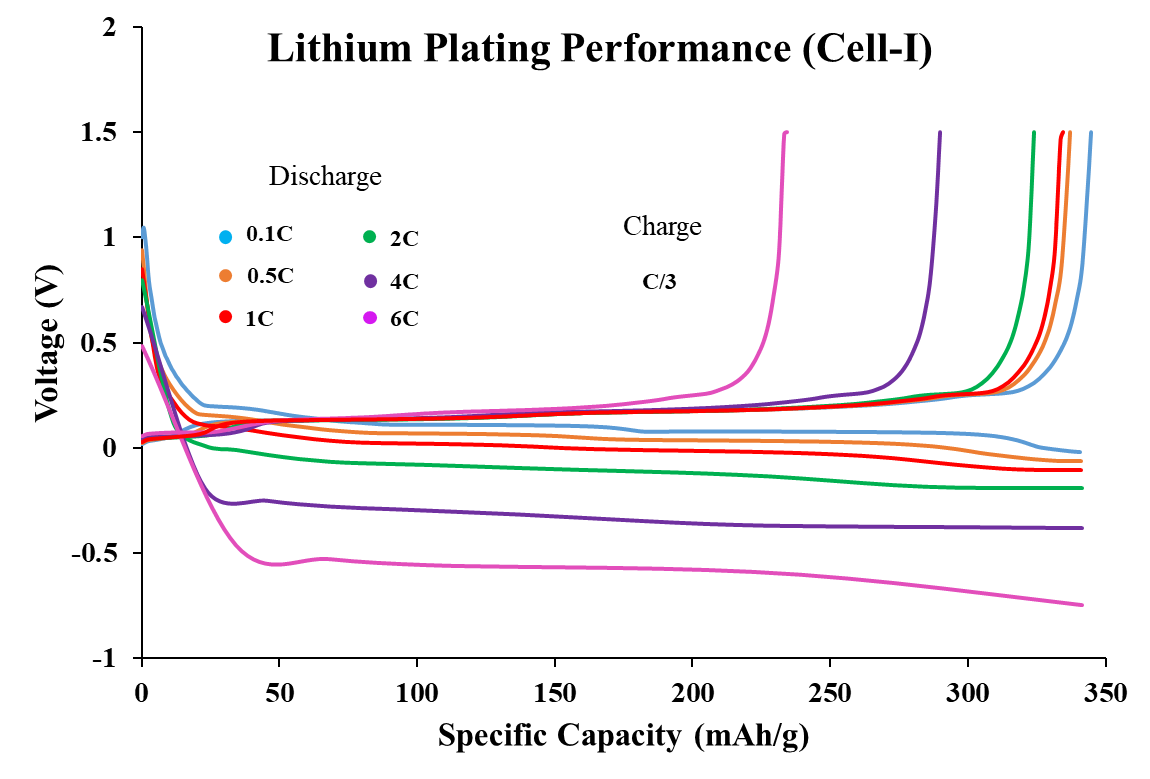 Lithium Plating Performance (Cell-I)
2
1.5
1
0.5
0
-0.5
-1
Voltage (V)
Discharge
0.1C
2C
0.5C
4C
1C
6C
Charge
C/3
0 50 100 150 200 250 300 350
Specific Capacity (mAh/g)